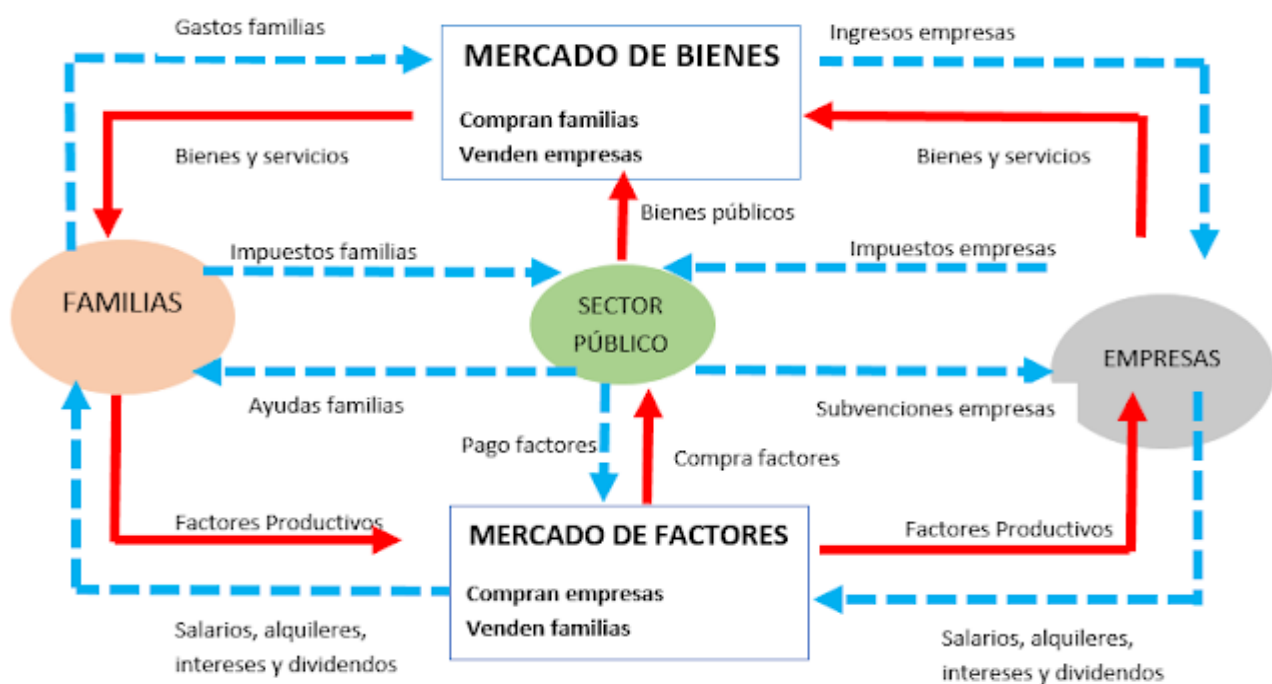 Gastos familias
MERCADO DE BIENES
Ingresos empresas
Compran familias
Venden empresas
Bienes y servicios
Bienes y servicios
Bienes públicos
Impuestos familias
Impuestos empresas
FAMILIAS
SECTOR
PÚBLICO
EMPRESAS
Ayudas familias
Subvenciones empresas
Pago factores
Compra factores
Factores Productivos
MERCADO DE FACTORES
Factores Productivos
Compran empresas
Venden familias
Salarios, alquileres,
intereses y dividendos
Salarios, alquileres,
intereses y dividendos